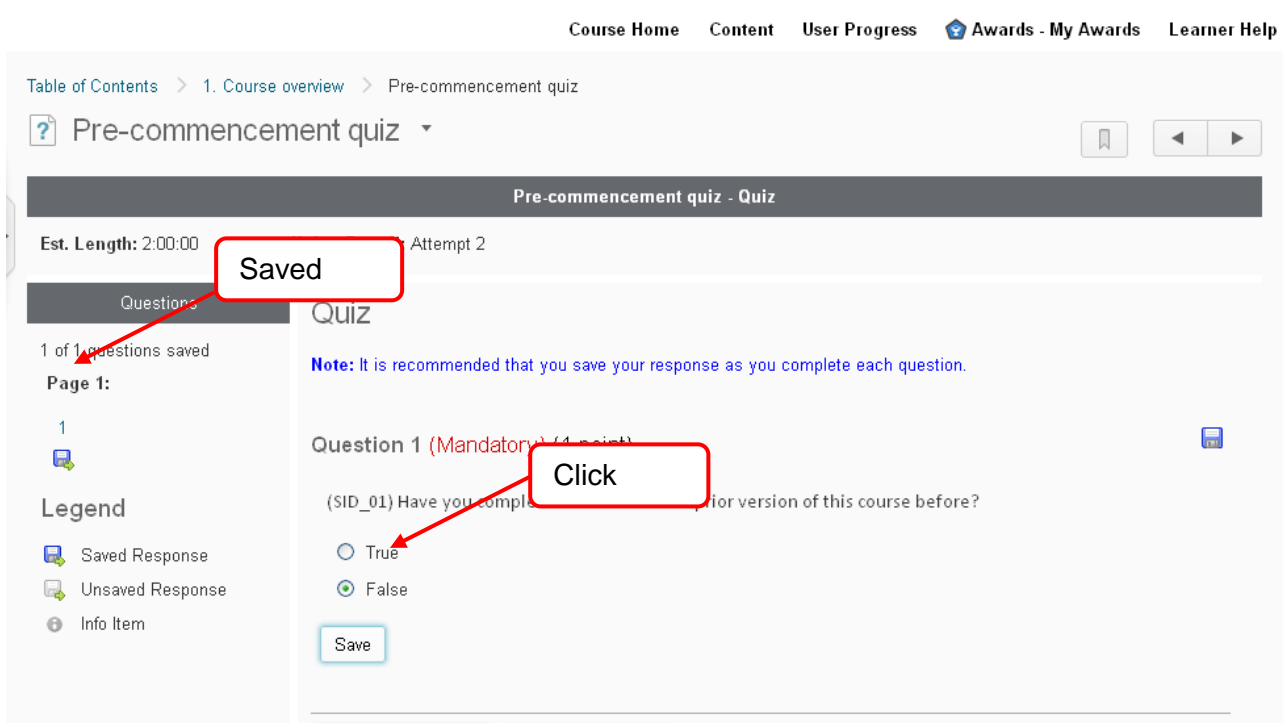 Course Home Content User Progress Awards - My Awards Learner Help
Table of Contents > 1. Course overview > Pre-commencement quiz
? Pre-commencement quiz
Pre-commencement quiz - Quiz
Est. Length: 2:00:00 Attempt 2
Saved
Questions
1 of 1 questions saved
Page 1:
1
Legend
Saved Response
Unsaved Response
Info Item
Quiz
Note: It is recommended that you save your response as you complete each question.
Question 1 (Mandatory) (1 point)
Click
(SID_01) Have you prior version of this course before?
True
False
Save